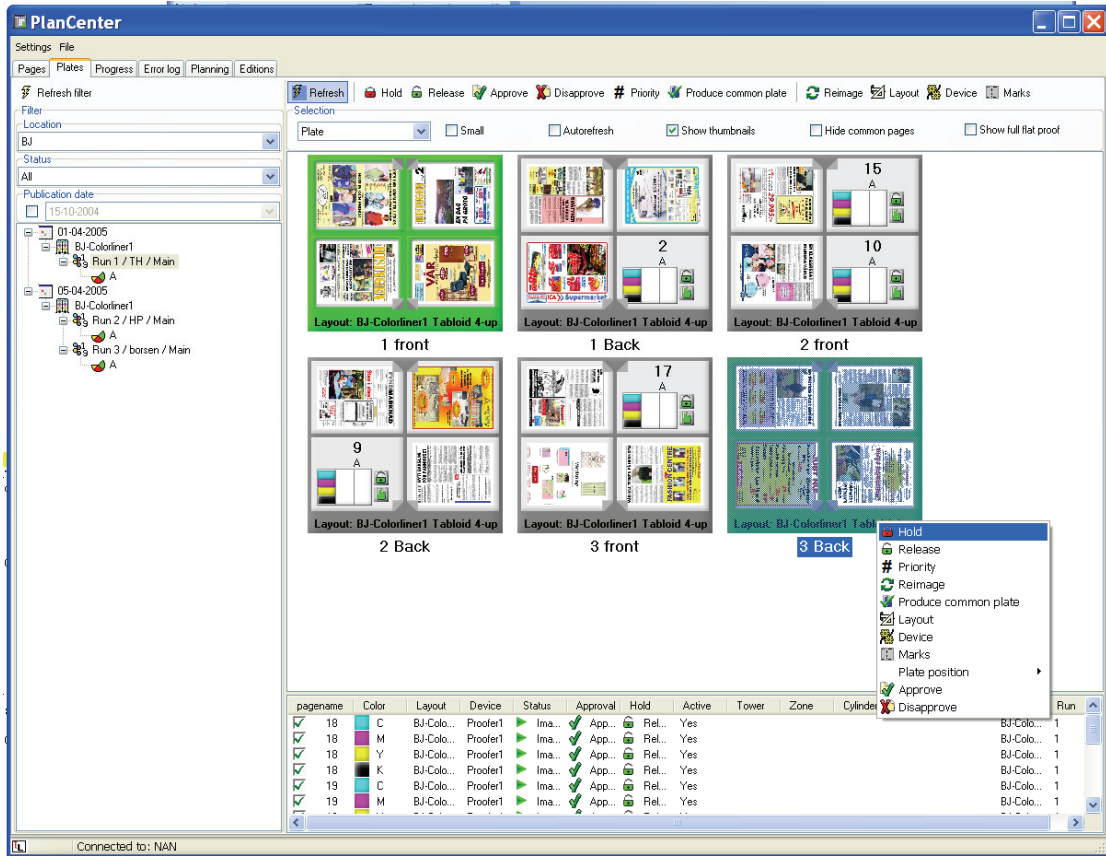 PlanCenter
Settings File
Pages Plates Progress Error log Planning Editions
Refresh filter
Refresh Hold Release Approve Disapprove # Priority Produce common plate Reimage Layout Device Marks
Filter
Location
BJ
Status
All
Publication date
15-10-2004
01-04-2005
BJ-Colorliner1
Run 1 / TH / Main
A
05-04-2005
BJ-Colorliner1
Run 2 / HP / Main
A
Run 3 / borsen / Main
A
Selection
Plate Small Autorefresh Show thumbnails Hide common pages Show full flat proof
15
A
2
A
10
A
Supermarket
Layout: BJ-Colorliner1 Tabloid 4-up
Layout: BJ-Colorliner1 Tabloid 4-up
Layout: BJ-Colorliner1 Tabloid 4-up
1 front
1 Back
2 front
17
A
9
A
FASHION CENTRE
Layout: BJ-Colorliner1 Tabloid 4-up
Layout: BJ-Colorliner1 Tabloid 4-up
Layout: BJ-Colorliner1 Tab
2 Back
3 front
3 Back
Hold
Release
# Priority
Reimage
Produce common plate
Layout
Device
Marks
Plate position
Approve
Disapprove
pagename Color Layout Device Status Approval Hold Active Tower Zone Cylinder Run
18 C BJ-Colo... Proofer1 Ima... App... Rel... Yes BJ-Colo... 1
18 M BJ-Colo... Proofer1 Ima... App... Rel... Yes BJ-Colo... 1
18 Y BJ-Colo... Proofer1 Ima... App... Rel... Yes BJ-Colo... 1
18 K BJ-Colo... Proofer1 Ima... App... Rel... Yes BJ-Colo... 1
19 C BJ-Colo... Proofer1 Ima... App... Rel... Yes BJ-Colo... 1
19 M BJ-Colo... Proofer1 Ima... App... Rel... Yes BJ-Colo... 1
Connected to: NAN